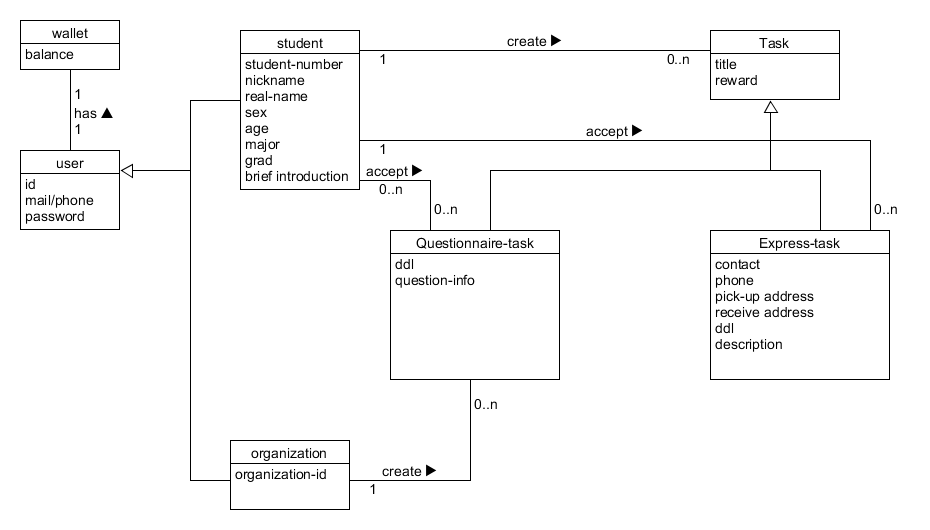 wallet
balance
1
has ▲
1
user
id
mail/phone
password
student
student-number
nickname
real-name
sex
age
major
grad
brief introduction
create ▶
1
0..n
Task
title
reward
accept ▶
1
0..n
accept ▶
0..n
0..n
Questionnaire-task
ddl
question-info
Express-task
contact
phone
pick-up address
receive address
ddl
description
0..n
organization
organization-id
create ▶
1